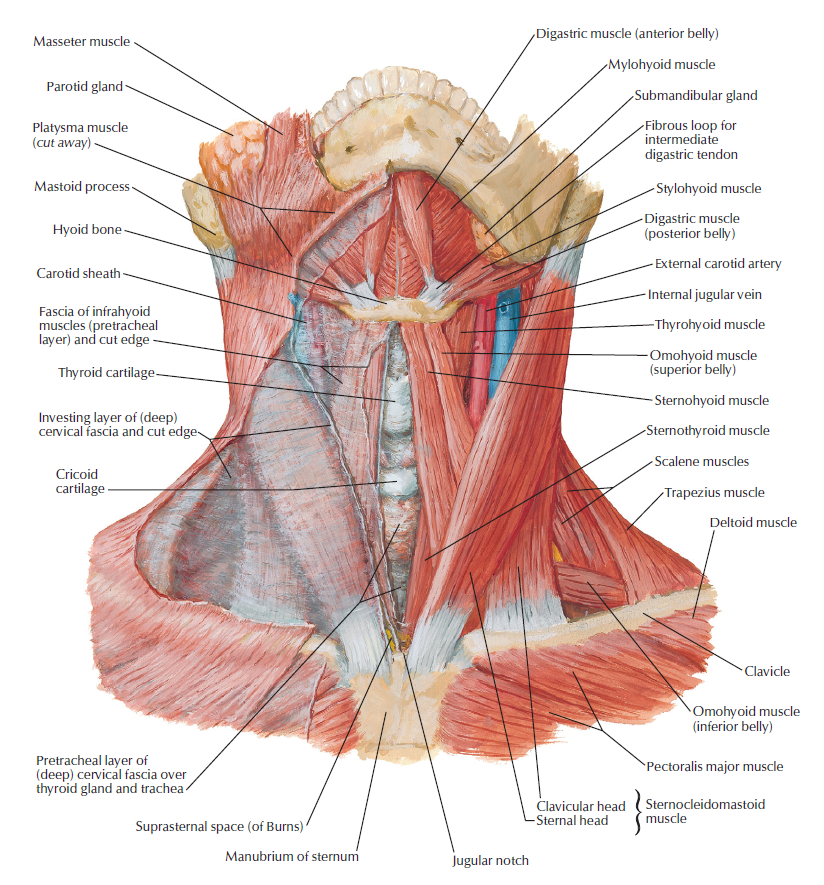 Masseter muscle
Parotid gland
Platysma muscle
(cut away)
Mastoid process
Hyoid bone
Carotid sheath
Fascia of infrahyoid
muscles (pretracheal
layer) and cut edge
Thyroid cartilage
Investing layer of (deep)
cervical fascia and cut edge
Cricoid
cartilage
Pretracheal layer of
(deep) cervical fascia over
thyroid gland and trachea
Suprasternal space (of Burns)
Manubrium of sternum
Digastric muscle (anterior belly)
Mylohyoid muscle
Submandibular gland
Fibrous loop for
intermediate
digastric tendon
Stylohyoid muscle
Digastric muscle
(posterior belly)
External carotid artery
Internal jugular vein
Thyrohyoid muscle
Omohyoid muscle
(superior belly)
Sternohyoid muscle
Sternothyroid muscle
Scalene muscles
Trapezius muscle
Deltoid muscle
Clavicle
Omohyoid muscle
(inferior belly)
Pectoralis major muscle
Clavicular head
Sternal head
Sternocleidomastoid
muscle
Jugular notch